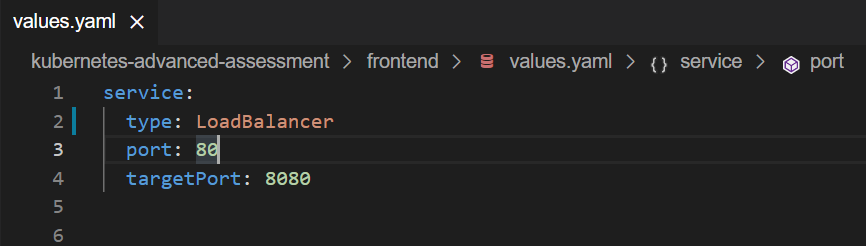 values.yaml ×
kubernetes-advanced-assessment > frontend > values.yaml > {} service > port
1 service:
2   type: LoadBalancer
3   port: 80
4   targetPort: 8080
5
6